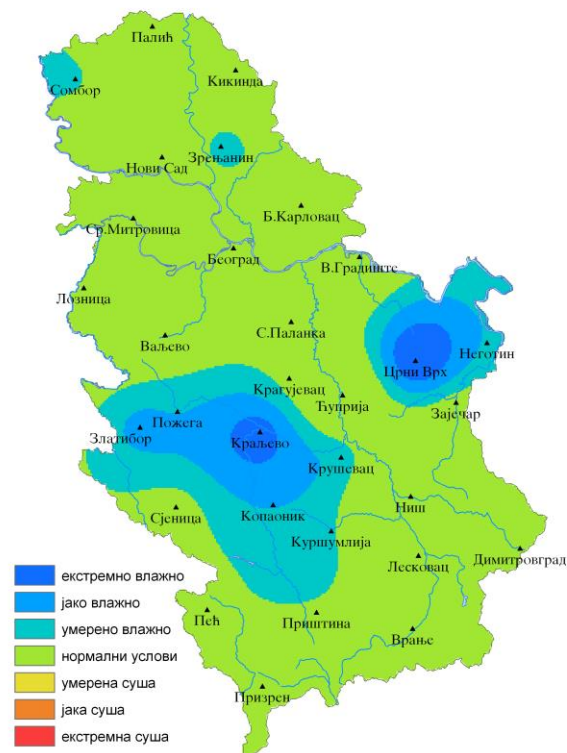 Палић
Кикинда
Сомбор
Зрењанин
Нови Сад
Б.Карловац
Ср.Митровица
Београд
В.Градиште
Лозница
С.Паланка
Ваљево
Неготин
Црни Врх
Крагујевац
Ћуприја
Зајечар
Пожега
Златибор
Краљево
Крушевац
Ниш
Копаоник
Сјеница
Куршумлија
Димитровград
Лесковац
екстремно влажно
јако влажно
умерено влажно
нормални услови
умерена суша
јака суша
екстремна суша
Пећ
Приштина
Врање
Призрен